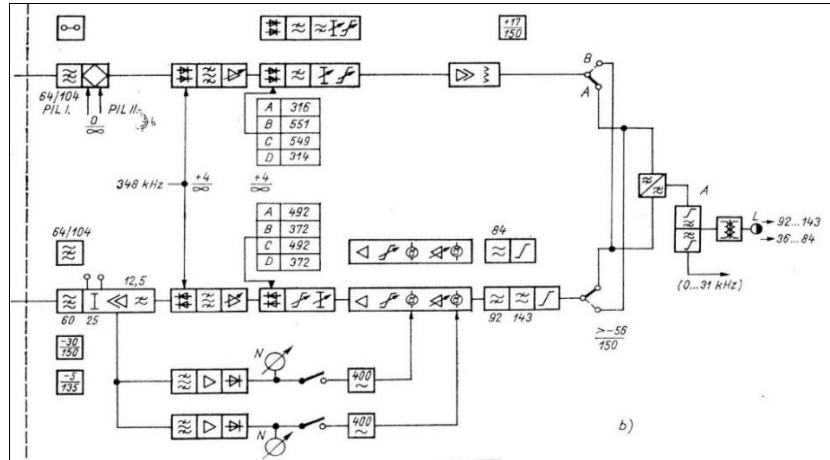 +17
150
B
A
64/104
PIL I.
PIL II.
0
∞
A 316
B 551
C 549
D 314
348 kHz
+4
∞
+4
∞
A 492
B 372
C 492
D 372
A
L
92...143
36...84
(0...31 kHz)
64/104
84
12,5
60
25
92
143
>-56
150
-30
150
-5
135
N
400
N
400
b)